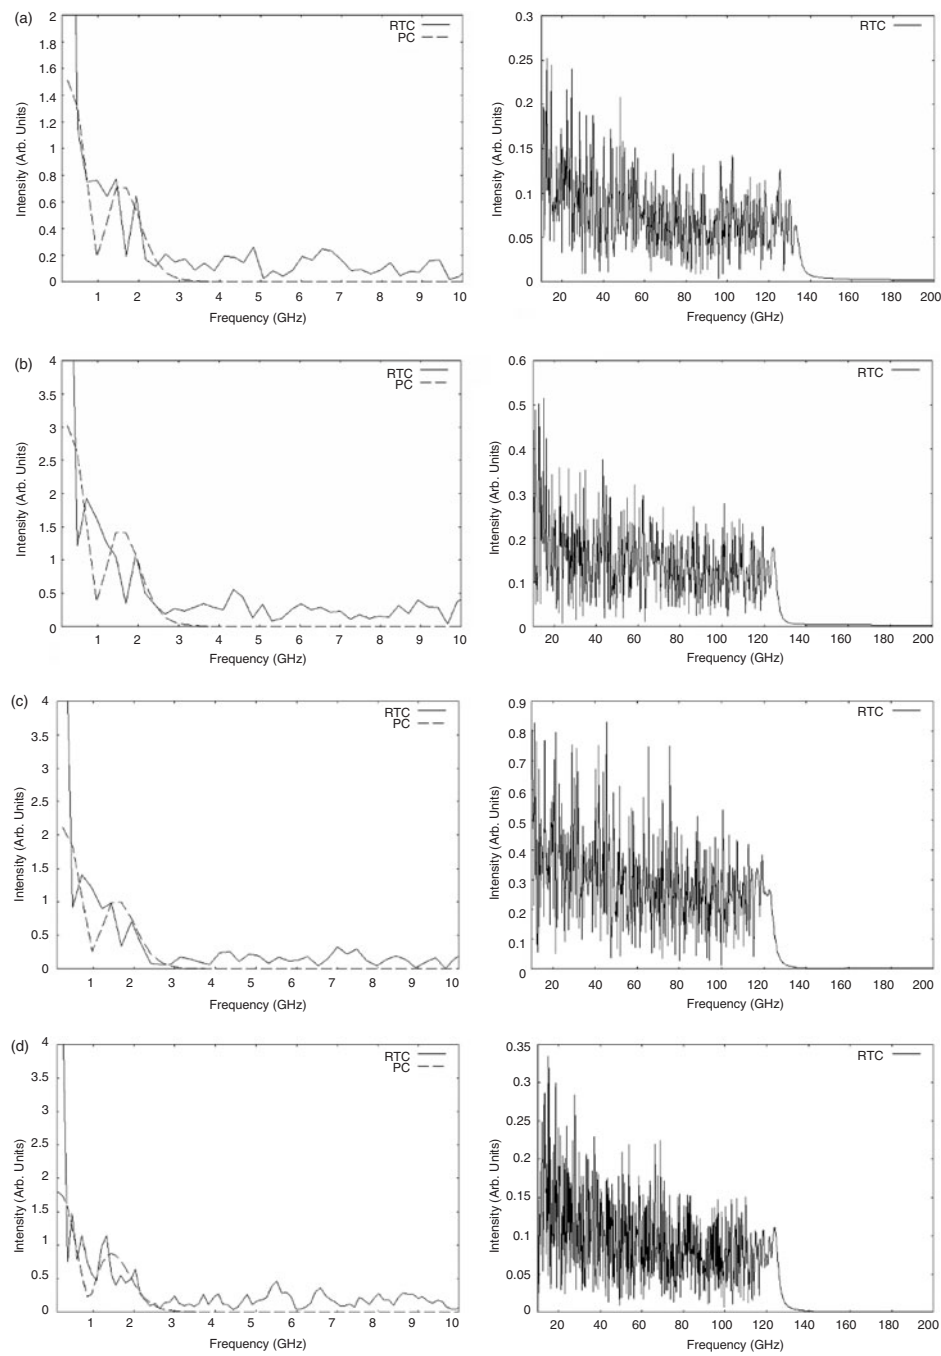 (a)
2
1.8
1.6
1.4
1.2
1
0.8
0.6
0.4
0.2
0
Intensity (Arb. Units)
RTC
PC
1 2 3 4 5 6 7 8 9 10
Frequency (GHz)
0.3
0.25
0.2
0.15
0.1
0.05
0
Intensity (Arb. Units)
RTC
20 40 60 80 100 120 140 160 180 200
Frequency (GHz)
(b)
4
3.5
3
2.5
2
1.5
1
0.5
0
Intensity (Arb. Units)
RTC
PC
1 2 3 4 5 6 7 8 9 10
Frequency (GHz)
0.6
0.5
0.4
0.3
0.2
0.1
0
Intensity (Arb. Units)
RTC
20 40 60 80 100 120 140 160 180 200
Frequency (GHz)
(c)
4
3.5
3
2.5
2
1.5
1
0.5
0
Intensity (Arb. Units)
RTC
PC
1 2 3 4 5 6 7 8 9 10
Frequency (GHz)
0.9
0.8
0.7
0.6
0.5
0.4
0.3
0.2
0.1
0
Intensity (Arb. Units)
RTC
20 40 60 80 100 120 140 160 180 200
Frequency (GHz)
(d)
4
3.5
3
2.5
2
1.5
1
0.5
0
Intensity (Arb. Units)
RTC
PC
1 2 3 4 5 6 7 8 9 10
Frequency (GHz)
0.35
0.3
0.25
0.2
0.15
0.1
0.05
0
Intensity (Arb. Units)
RTC
20 40 60 80 100 120 140 160 180 200
Frequency (GHz)